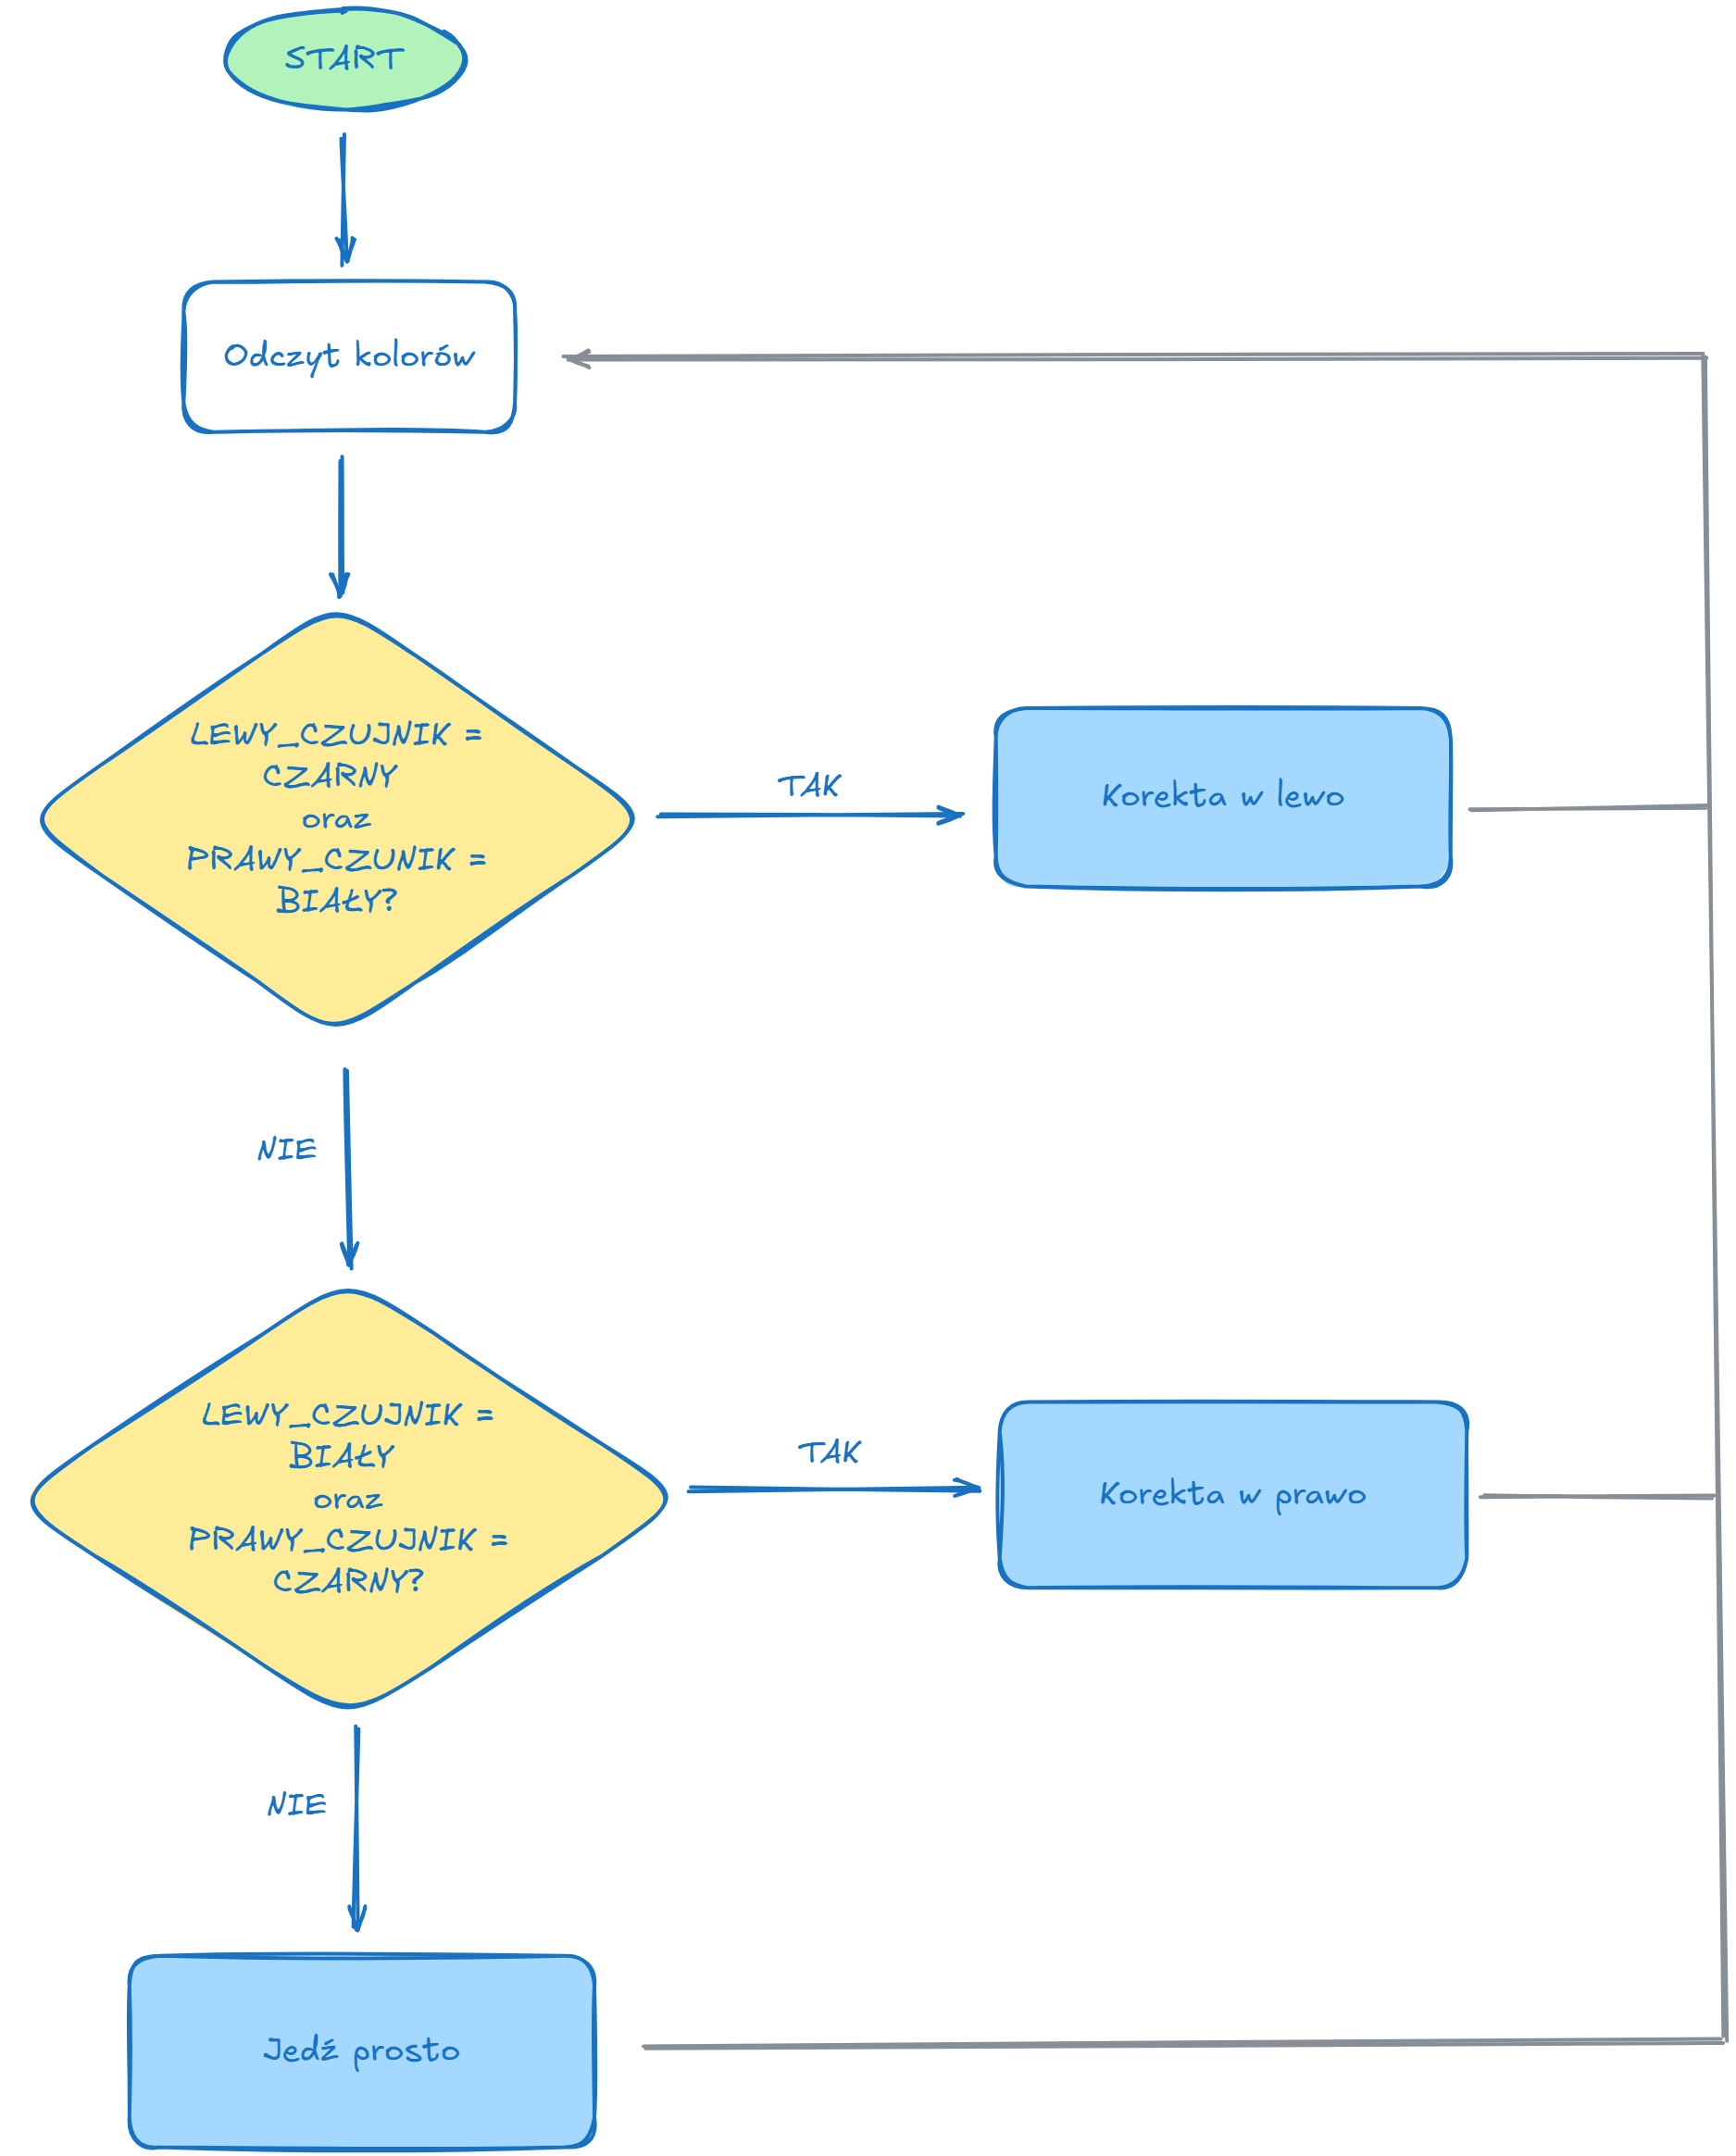 START
Odczyt kolorów
LEWY_CZUJNIK =
CZARNY
oraz
PRAWY_CZUNIK =
BIAŁY?
TAK
Korekta w lewo
NIE
LEWY_CZUJNIK =
BIAŁY
oraz
PRAWY_CZUJNIK =
CZARNY?
TAK
Korekta w prawo
NIE
Jedź prosto